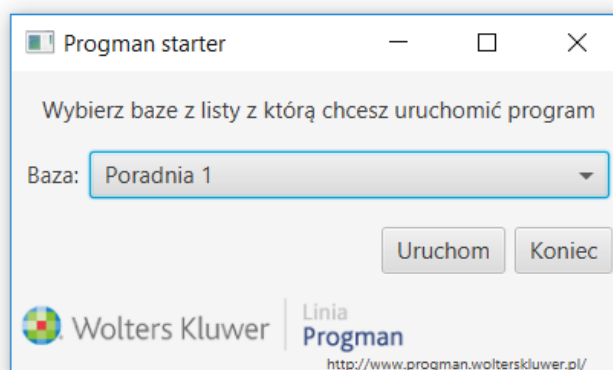 Progman starter
Wybierz baze z listy z którą chcesz uruchomić program
Baza: Poradnia 1
Uruchom Koniec
Wolters Kluwer
Linia
Progman
http://www.progman.wolterskluwer.pl/